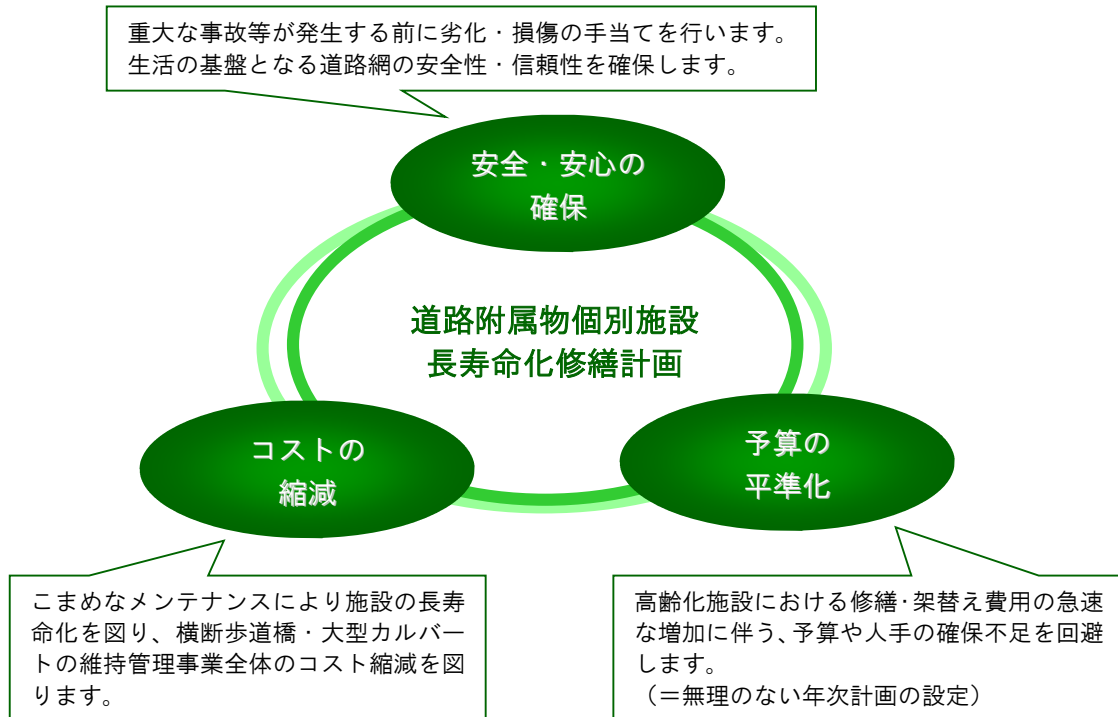 重大な事故等が発生する前に劣化・損傷の手当てを行います。
生活の基盤となる道路網の安全性・信頼性を確保します。
安全・安心の
確保
道路附属物個別施設
長寿命化修繕計画
コストの
縮減
予算の
平準化
こまめなメンテナンスにより施設の長寿
命化を図り、横断歩道橋・大型カルバー
トの維持管理事業全体のコスト縮減を図
ります。
高齢化施設における修繕・架替え費用の急速
な増加に伴う、予算や人手の確保不足を回避
します。
（＝無理のない年次計画の設定）